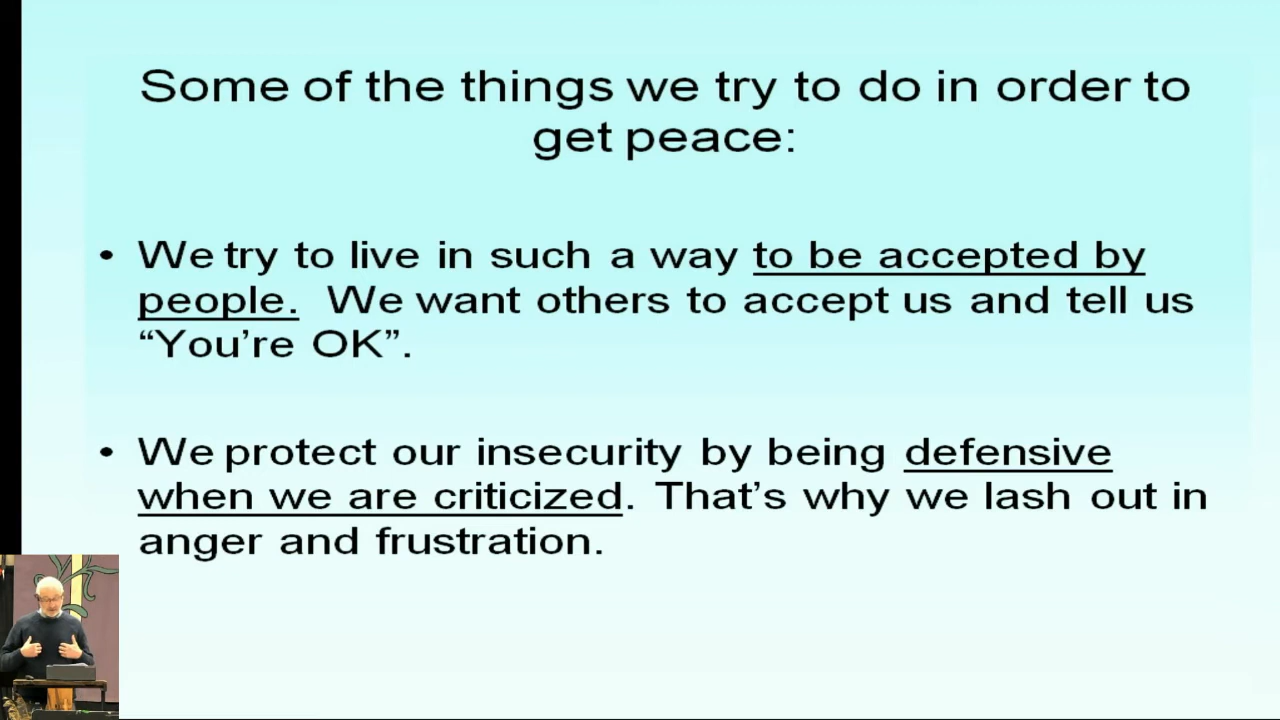 Some of the things we try to do in order to
get peace:
• We try to live in such a way to be accepted by
people. We want others to accept us and tell us
“You’re OK”.
• We protect our insecurity by being defensive
when we are criticized. That’s why we lash out in
anger and frustration.